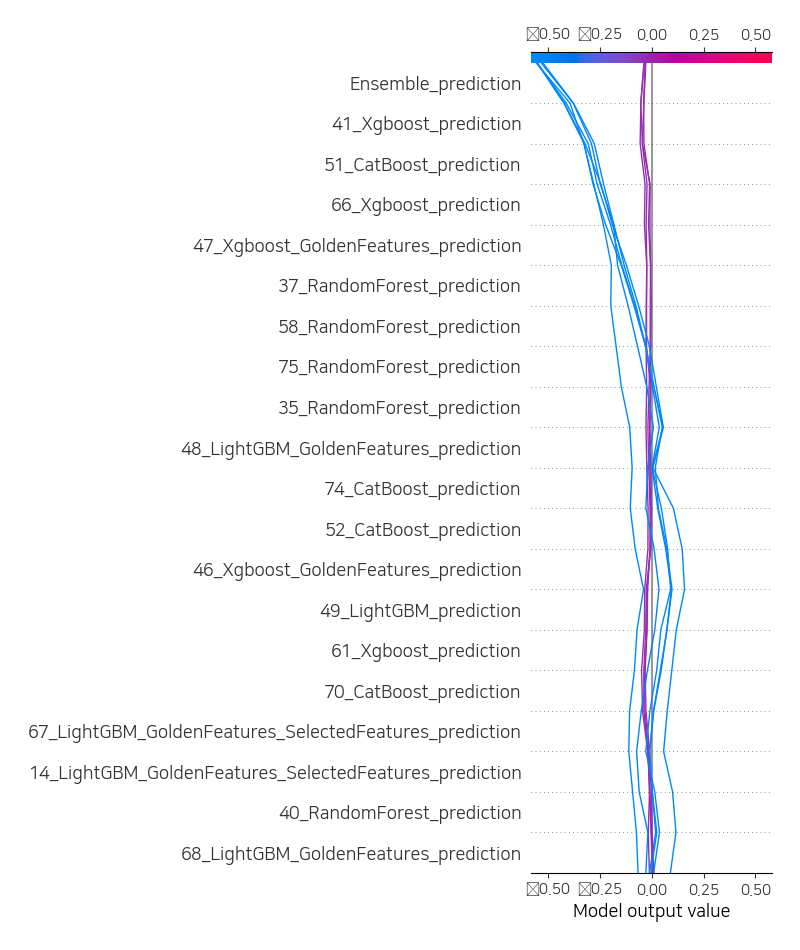 0.50 0.25 0.00 0.25 0.50
Ensemble_prediction
41_Xgboost_prediction
51_CatBoost_prediction
66_Xgboost_prediction
47_Xgboost_GoldenFeatures_prediction
37_RandomForest_prediction
58_RandomForest_prediction
75_RandomForest_prediction
35_RandomForest_prediction
48_LightGBM_GoldenFeatures_prediction
74_CatBoost_prediction
52_CatBoost_prediction
46_Xgboost_GoldenFeatures_prediction
49_LightGBM_prediction
61_Xgboost_prediction
70_CatBoost_prediction
67_LightGBM_GoldenFeatures_SelectedFeatures_prediction
14_LightGBM_GoldenFeatures_SelectedFeatures_prediction
40_RandomForest_prediction
68_LightGBM_GoldenFeatures_prediction
0.50 0.25 0.00 0.25 0.50
Model output value